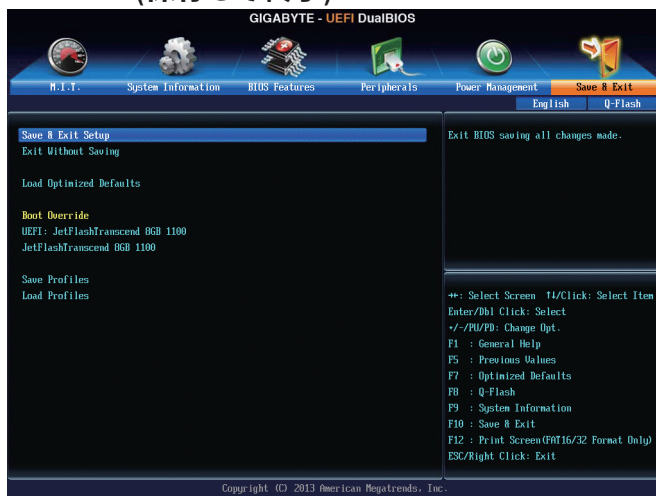 GIGABYTE - UEFI DualBIOS
M.I.T. System Information BIOS Features Peripherals Power Management Save & Exit
English Q-Flash
Save & Exit Setup
Exit BIOS saving all changes made.
Exit Without Saving
Load Optimized Defaults
Boot Override
UEFI: JetFlashTranscend 8GB 1100
JetFlashTranscend 8GB 1100
Save Profiles
Load Profiles
→←: Select Screen ↑↓/Click: Select Item
Enter/Dbl Click: Select
+/-/PU/PD: Change Opt.
F1 : General Help
F5 : Previous Values
F7 : Optimized Defaults
F8 : Q-Flash
F9 : System Information
F10 : Save & Exit
F12 : Print Screen(FAT16/32 Format Only)
ESC/Right Click: Exit
Copyright (C) 2013 American Megatrends, Inc.